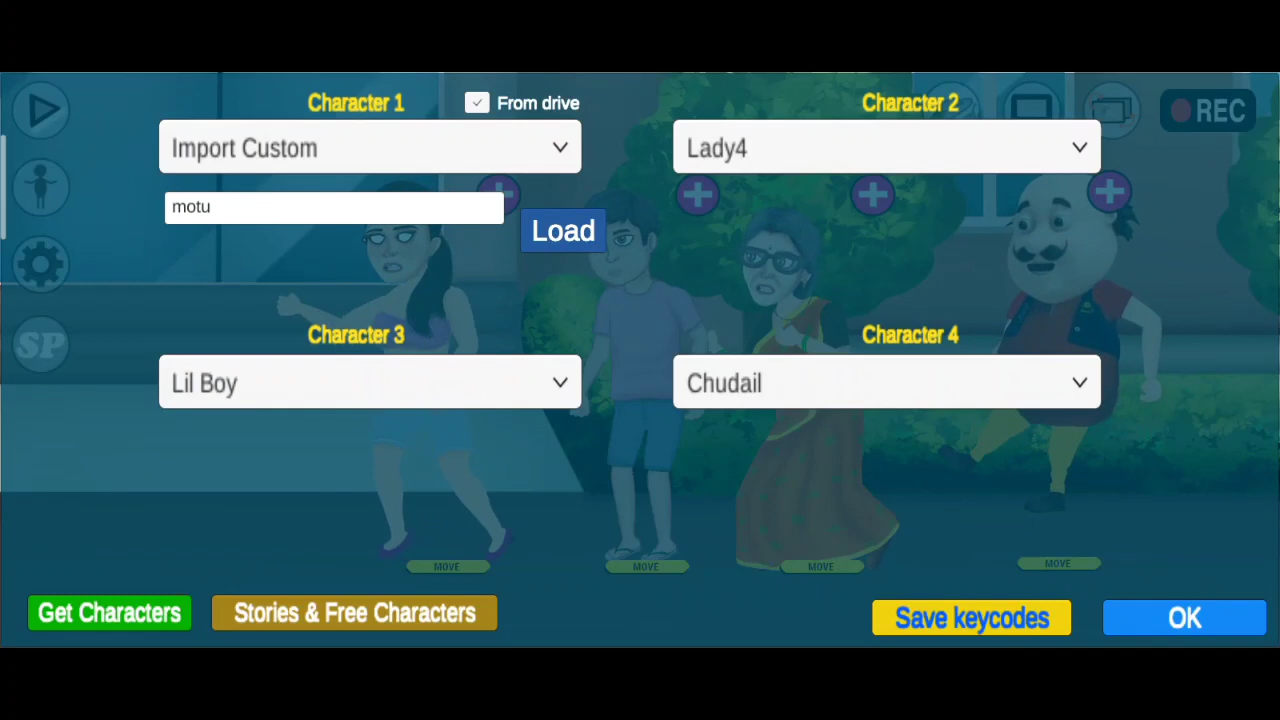 Character 1
From drive
Character 2
REC
Import Custom
Lady4
motu
Load
SP
Character 3
Character 4
Lil Boy
Chudail
MOVE
MOVE
MOVE
MOVE
Get Characters
Stories & Free Characters
Save keycodes
OK